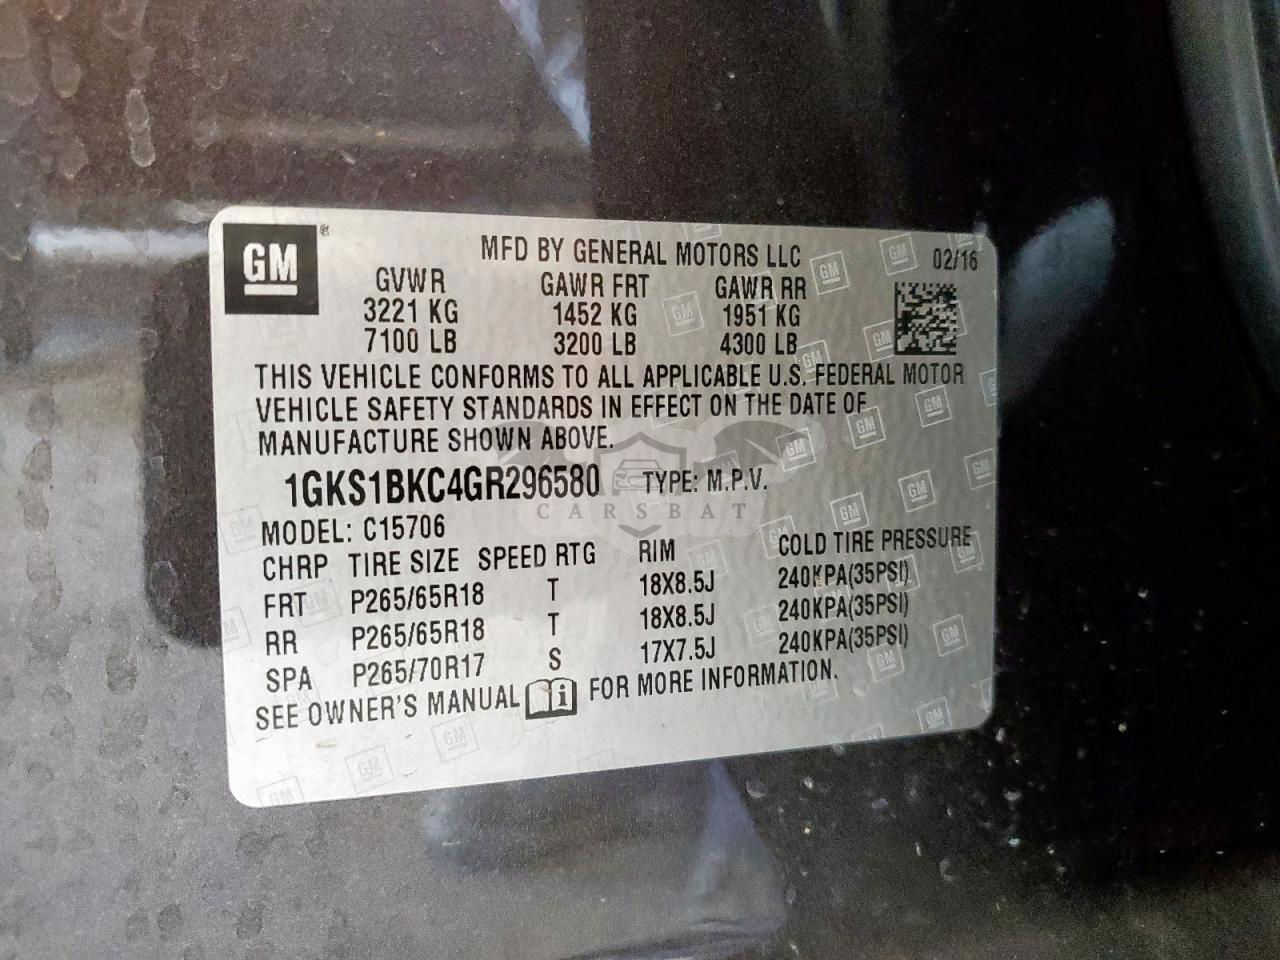 GM ®
MFD BY GENERAL MOTORS LLC 02/16
GVWR GAWR FRT GAWR RR
3221 KG 1452 KG 1951 KG
7100 LB 3200 LB 4300 LB
THIS VEHICLE CONFORMS TO ALL APPLICABLE U.S. FEDERAL MOTOR
VEHICLE SAFETY STANDARDS IN EFFECT ON THE DATE OF
MANUFACTURE SHOWN ABOVE.
1GKS1BKC4GR296580 TYPE: M.P.V.
CARSBAT
MODEL: C15706
CHRP TIRE SIZE SPEED RTG RIM COLD TIRE PRESSURE
FRT P265/65R18 T 18X8.5J 240KPA(35PSI)
RR P265/65R18 T 18X8.5J 240KPA(35PSI)
SPA P265/70R17 S 17X7.5J 240KPA(35PSI)
SEE OWNER'S MANUAL i FOR MORE INFORMATION.